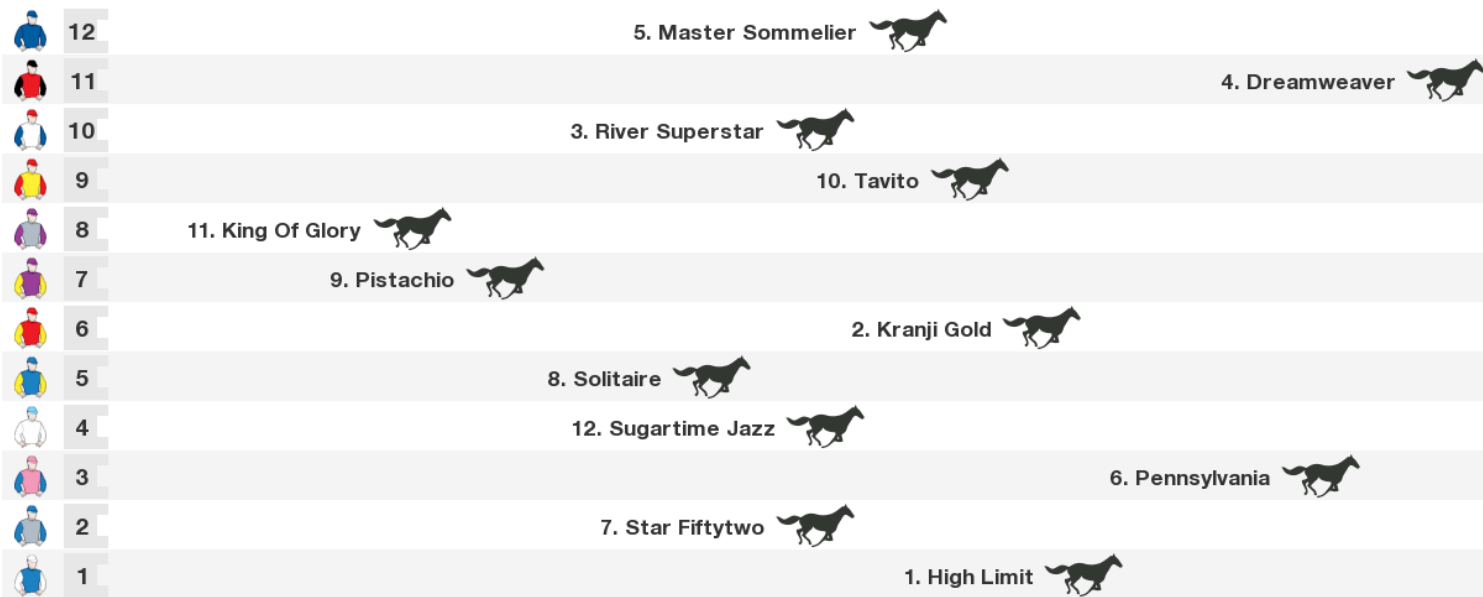 12 5. Master Sommelier
11 4. Dreamweaver
10 3. River Superstar
9 10. Tavito
8 11. King Of Glory
7 9. Pistachio
6 2. Kranji Gold
5 8. Solitaire
4 12. Sugartime Jazz
3 6. Pennsylvania
2 7. Star Fiftytwo
1 1. High Limit